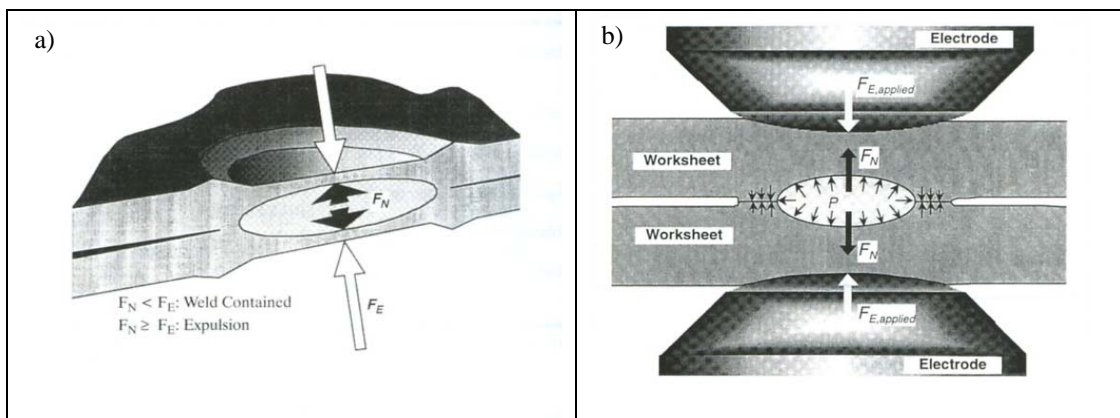 a)
F_N
F_N < F_E: Weld Contained
F_E
F_N ≥ F_E: Expulsion
b)
Electrode
F_E,applied
Worksheet
F_N
P
Worksheet
F_N
F_E,applied
Electrode